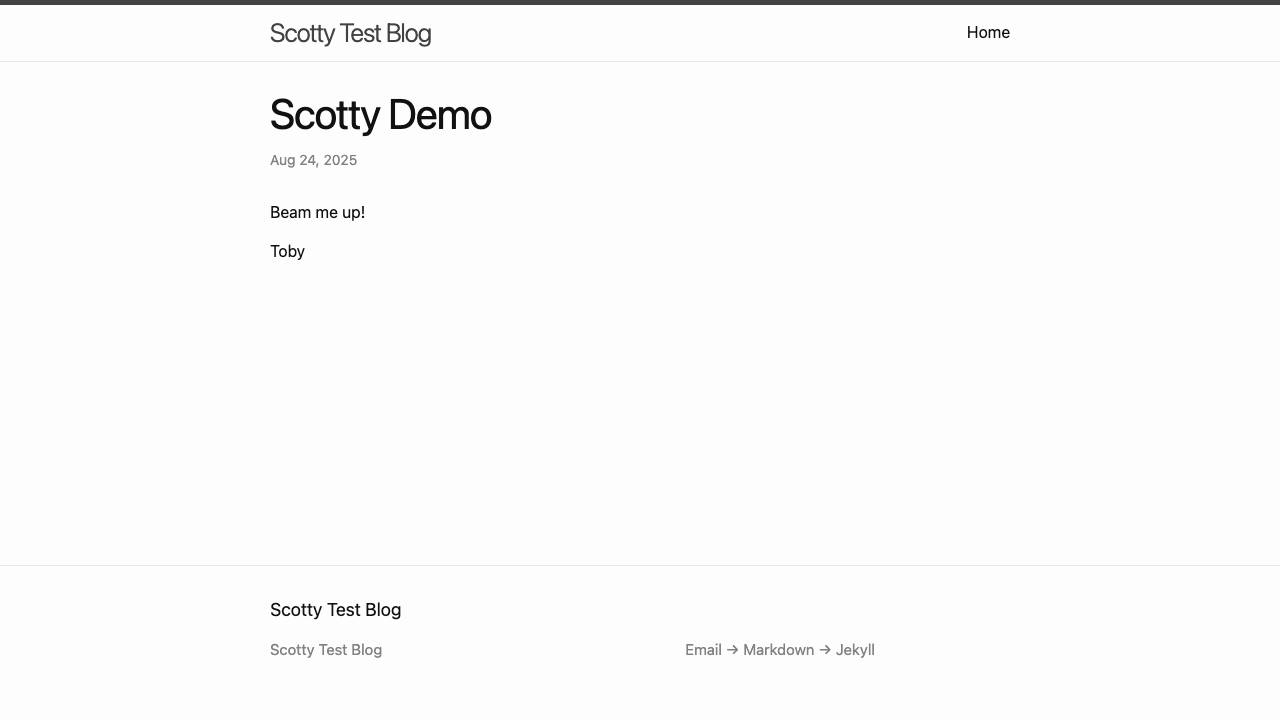 Scotty Test Blog
Home
Scotty Demo
Aug 24, 2025
Beam me up!
Toby
Scotty Test Blog
Scotty Test Blog
Email → Markdown → Jekyll